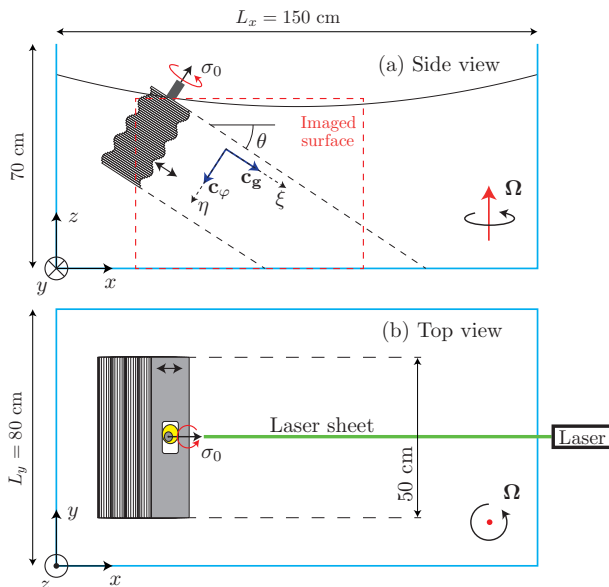 L_x = 150 cm
(a) Side view
σ_0
Imaged
surface
θ
70 cm
c_φ
c_g
η
ξ
Ω
z
y
x
(b) Top view
L_y = 80 cm
Laser sheet
Laser
σ_0
50 cm
Ω
y
z
x